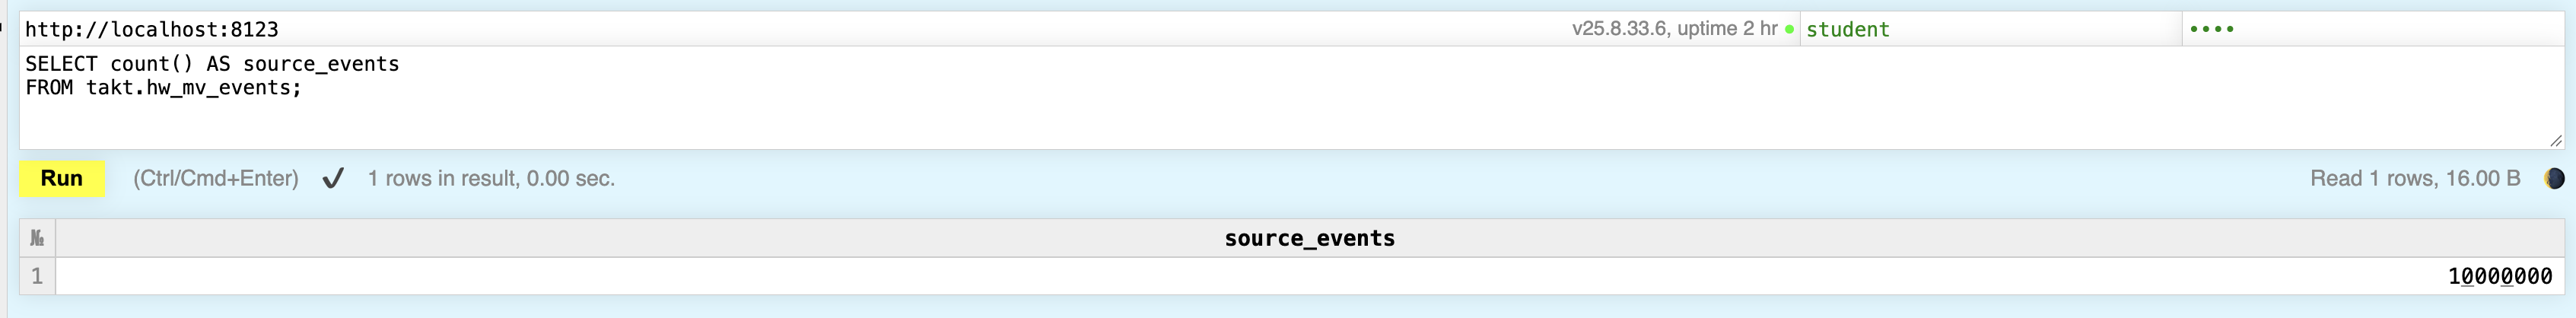 http://localhost:8123 v25.8.33.6, uptime 2 hr student ••••
SELECT count() AS source_events
FROM takt.hw_mv_events;
Run (Ctrl/Cmd+Enter) ✔ 1 rows in result, 0.00 sec. Read 1 rows, 16.00 B
№ source_events
1 10000000